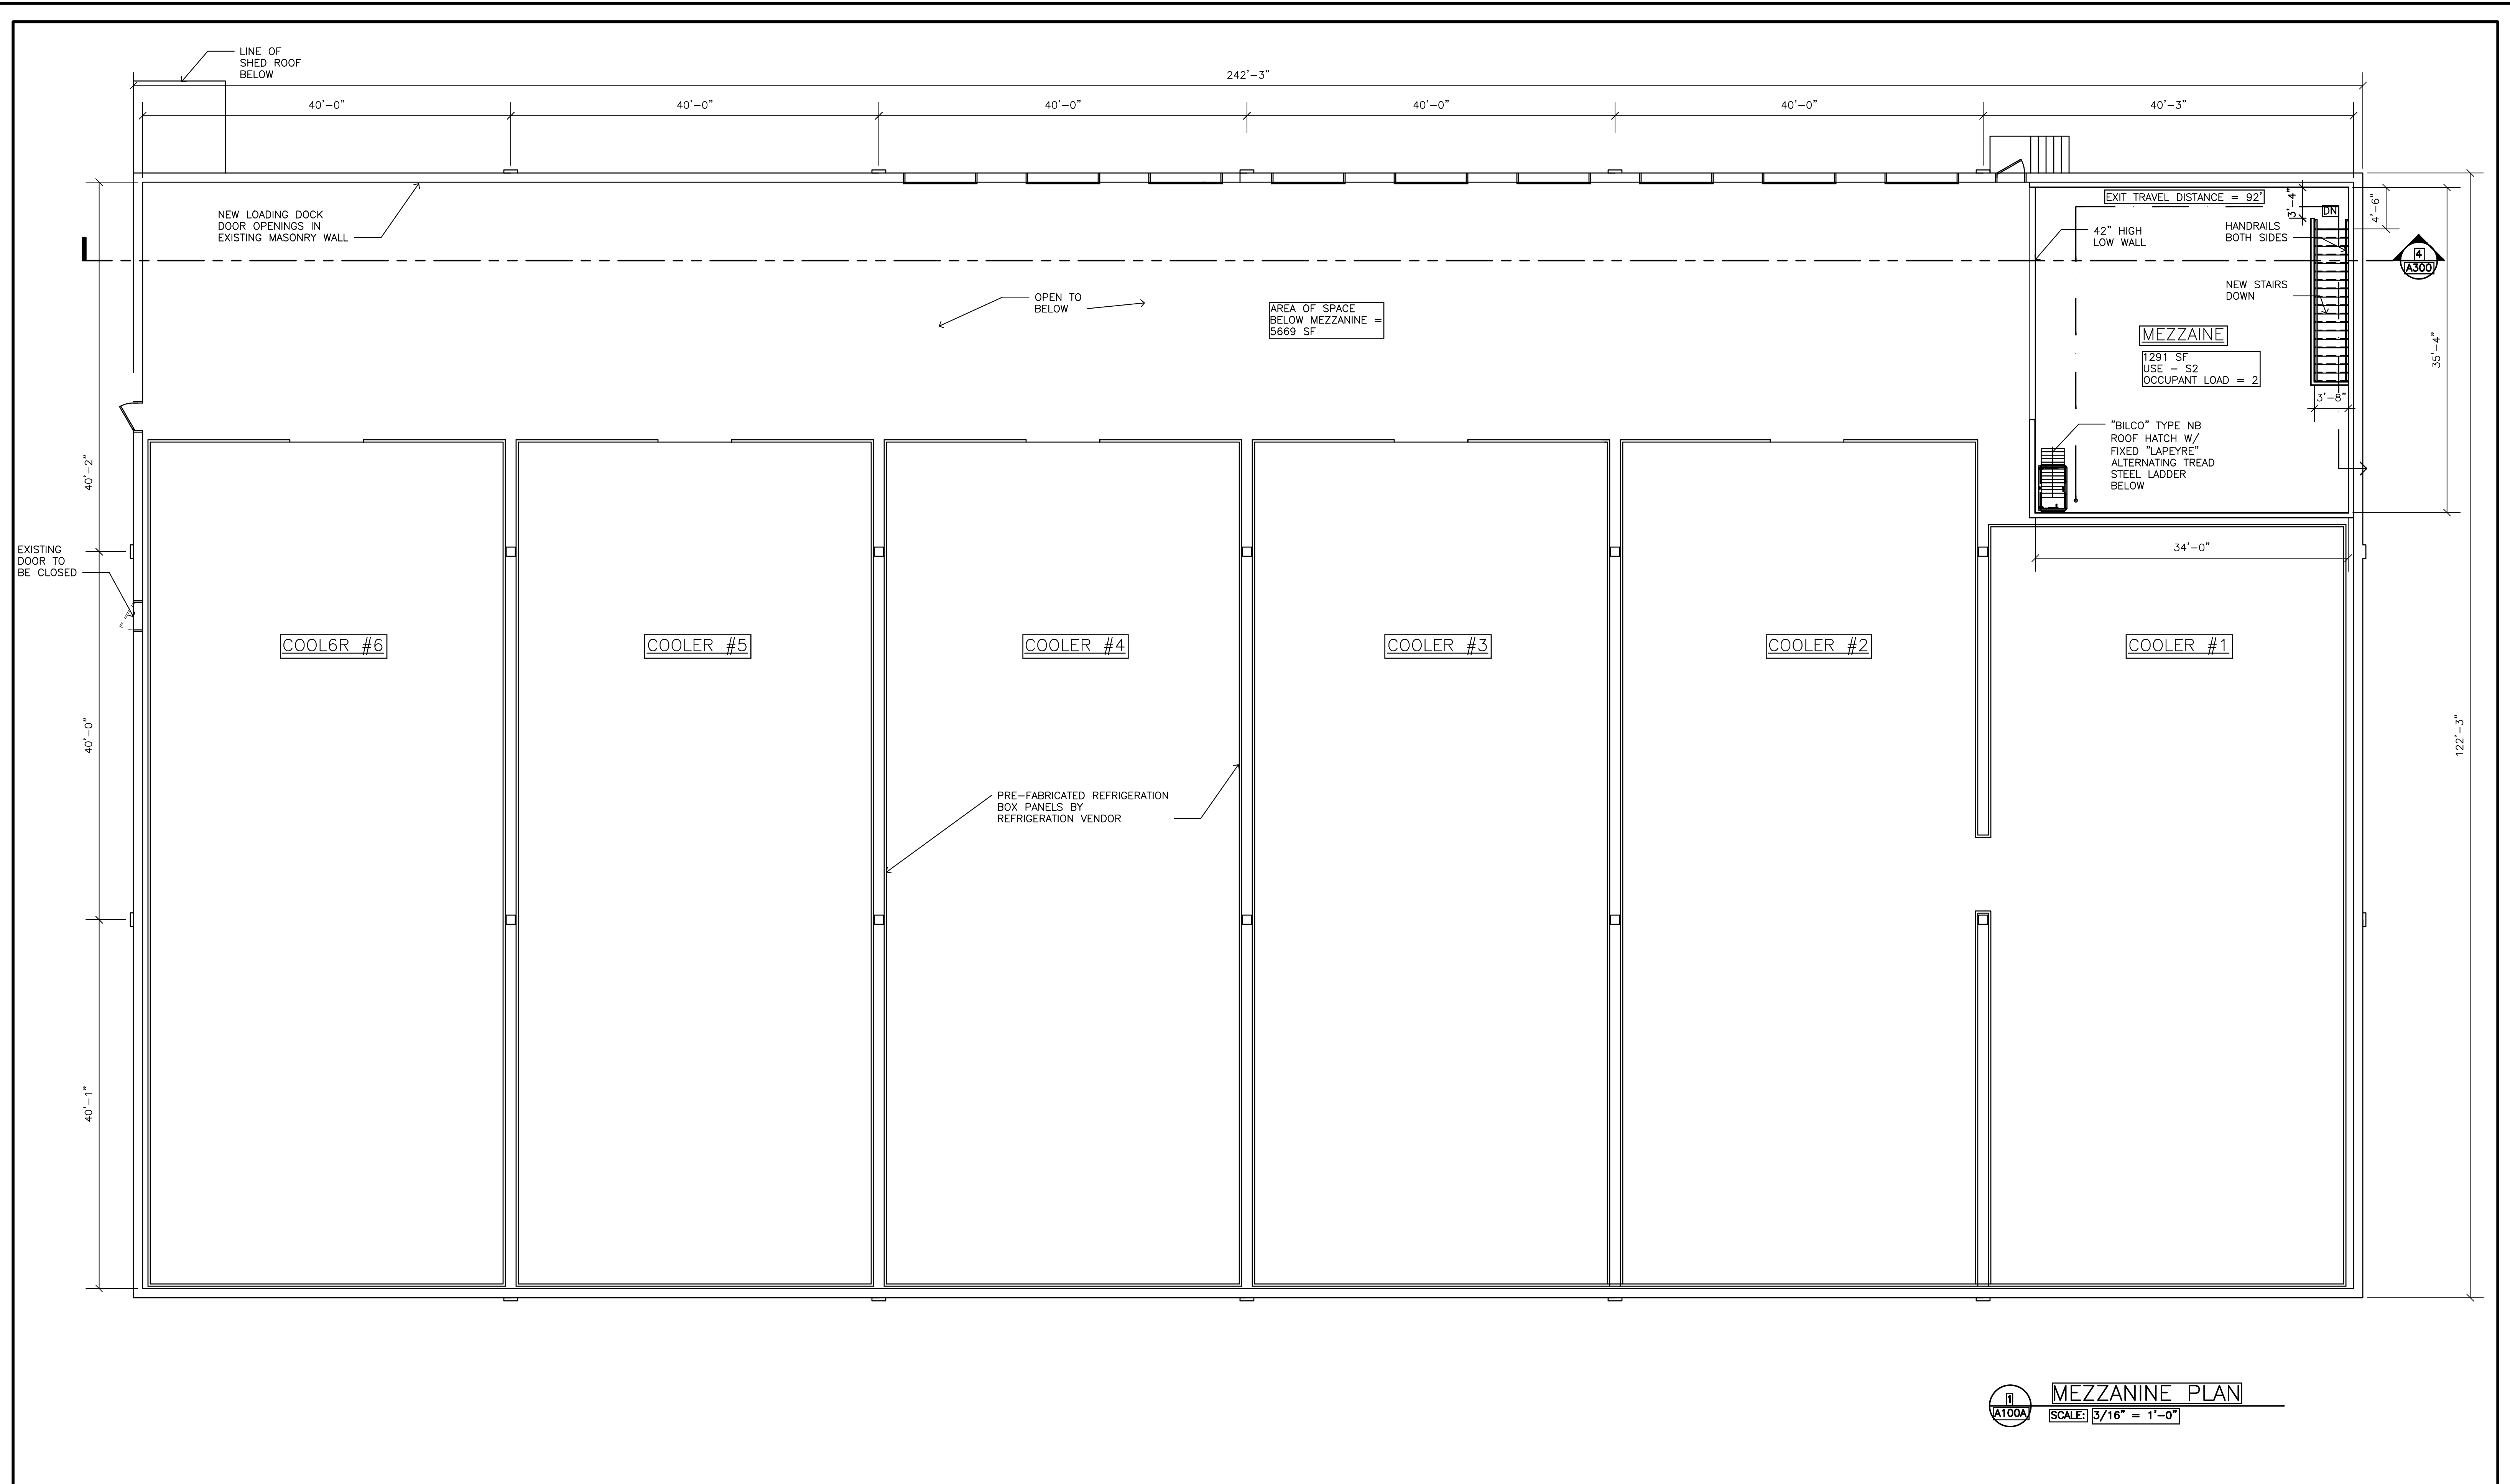 LINE OF
SHED ROOF
BELOW
242'-3"
40'-0"
40'-0"
40'-0"
40'-0"
40'-0"
40'-3"
NEW LOADING DOCK
DOOR OPENINGS IN
EXISTING MASONRY WALL
EXIT TRAVEL DISTANCE = 92'
3'-4"
DN
4'-6"
42" HIGH
LOW WALL
HANDRAILS
BOTH SIDES
4
A300
OPEN TO
BELOW
AREA OF SPACE
BELOW MEZZANINE =
5669 SF
NEW STAIRS
DOWN
MEZZAINE
1291 SF
USE - S2
OCCUPANT LOAD = 2
35'-4"
3'-8"
"BILCO" TYPE NB
ROOF HATCH W/
FIXED "LAPEYRE"
ALTERNATING TREAD
STEEL LADDER
BELOW
40'-2"
EXISTING
DOOR TO
BE CLOSED
34'-0"
COOL6R #6
COOLER #5
COOLER #4
COOLER #3
COOLER #2
COOLER #1
40'-0"
122'-3"
PRE-FABRICATED REFRIGERATION
BOX PANELS BY
REFRIGERATION VENDOR
40'-1"
1
A100A
MEZZANINE PLAN
SCALE: 3/16" = 1'-0"